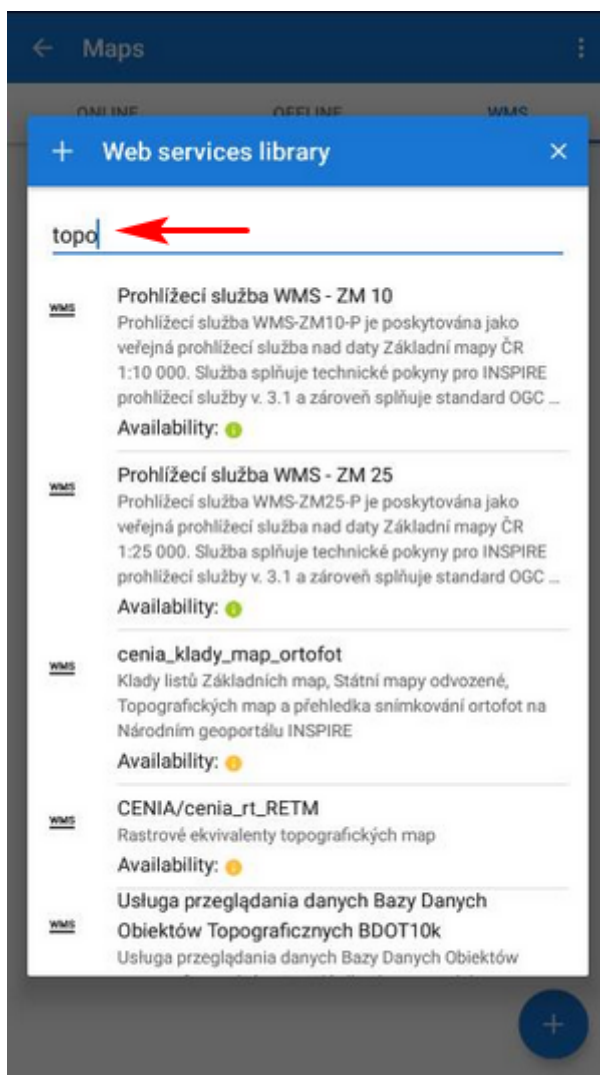 Maps
ONLINE OFFLINE WMS
+ Web services library ×
topo
Prohlížecí služba WMS - ZM 10
WMS
Prohlížecí služba WMS-ZM10-P je poskytována jako
veřejná prohlížecí služba nad daty Základní mapy ČR
1:10 000. Služba splňuje technické pokyny pro INSPIRE
prohlížecí služby v. 3.1 a zároveň splňuje standard OGC ...
Availability:
Prohlížecí služba WMS - ZM 25
WMS
Prohlížecí služba WMS-ZM25-P je poskytována jako
veřejná prohlížecí služba nad daty Základní mapy ČR
1:25 000. Služba splňuje technické pokyny pro INSPIRE
prohlížecí služby v. 3.1 a zároveň splňuje standard OGC ...
Availability:
cenia_klady_map_ortofot
WMS
Klady listů Základních map, Státní mapy odvozené,
Topografických map a přehledka snímkování ortofot na
Národním geoportálu INSPIRE
Availability:
CENIA/cenia_rt_RETM
WMS
Rastrové ekvivalenty topografických map
Availability:
Usługa przeglądania danych Bazy Danych
WMS
Obiektów Topograficznych BDOT10k
Usługa przeglądania danych Bazy Danych Obiektów